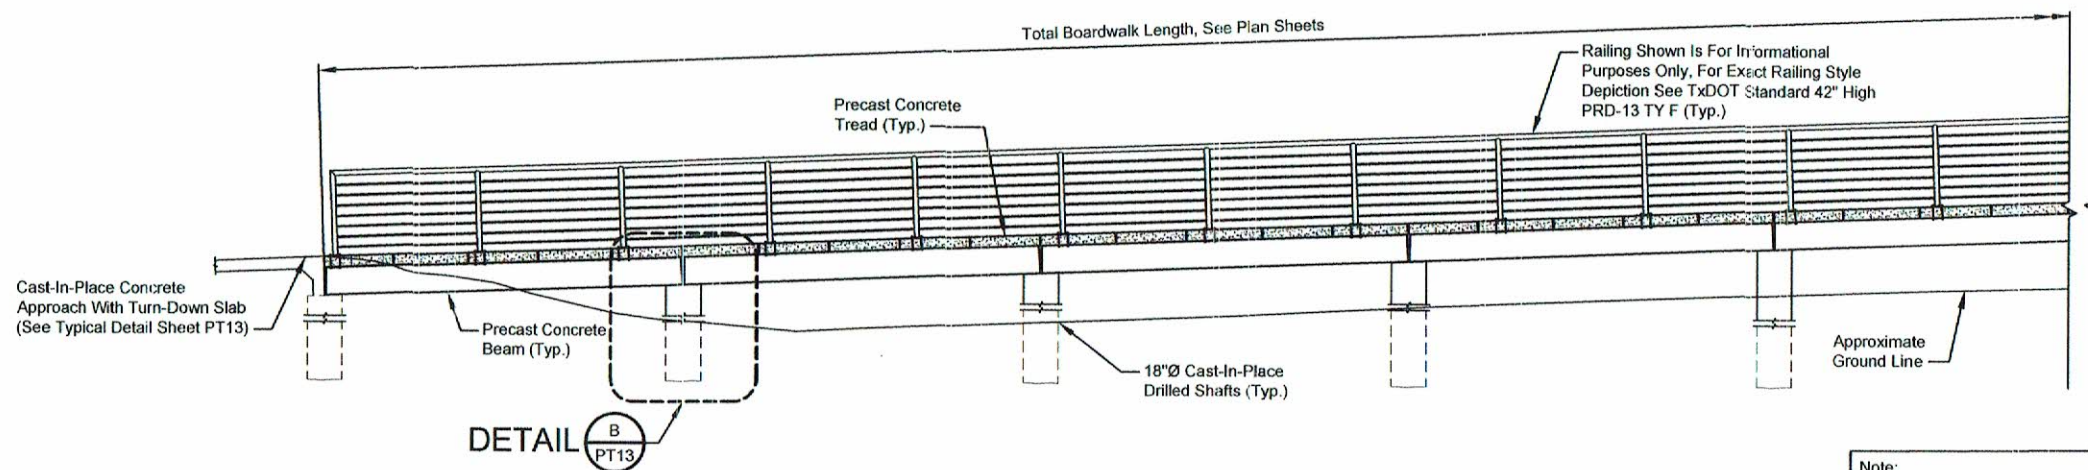 Total Boardwalk Length, See Plan Sheets
Railing Shown Is For Informational
Purposes Only, For Exact Railing Style
Depiction See TxDOT Standard 42" High
PRD-13 TY F (Typ.)
Precast Concrete
Tread (Typ.)
Cast-In-Place Concrete
Approach With Turn-Down Slab
(See Typical Detail Sheet PT13)
Precast Concrete
Beam (Typ.)
18"Ø Cast-In-Place
Drilled Shafts (Typ.)
Approximate
Ground Line
DETAIL
B
PT13
Note: